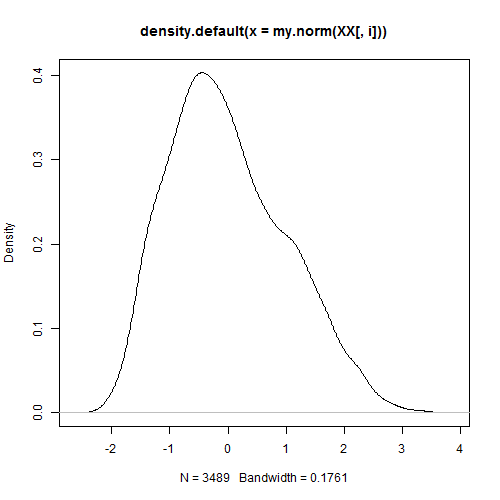 density.default(x = my.norm(XX[, i]))
0.4
0.3
0.2
0.1
0.0
Density
-2 -1 0 1 2 3 4
N = 3489 Bandwidth = 0.1761